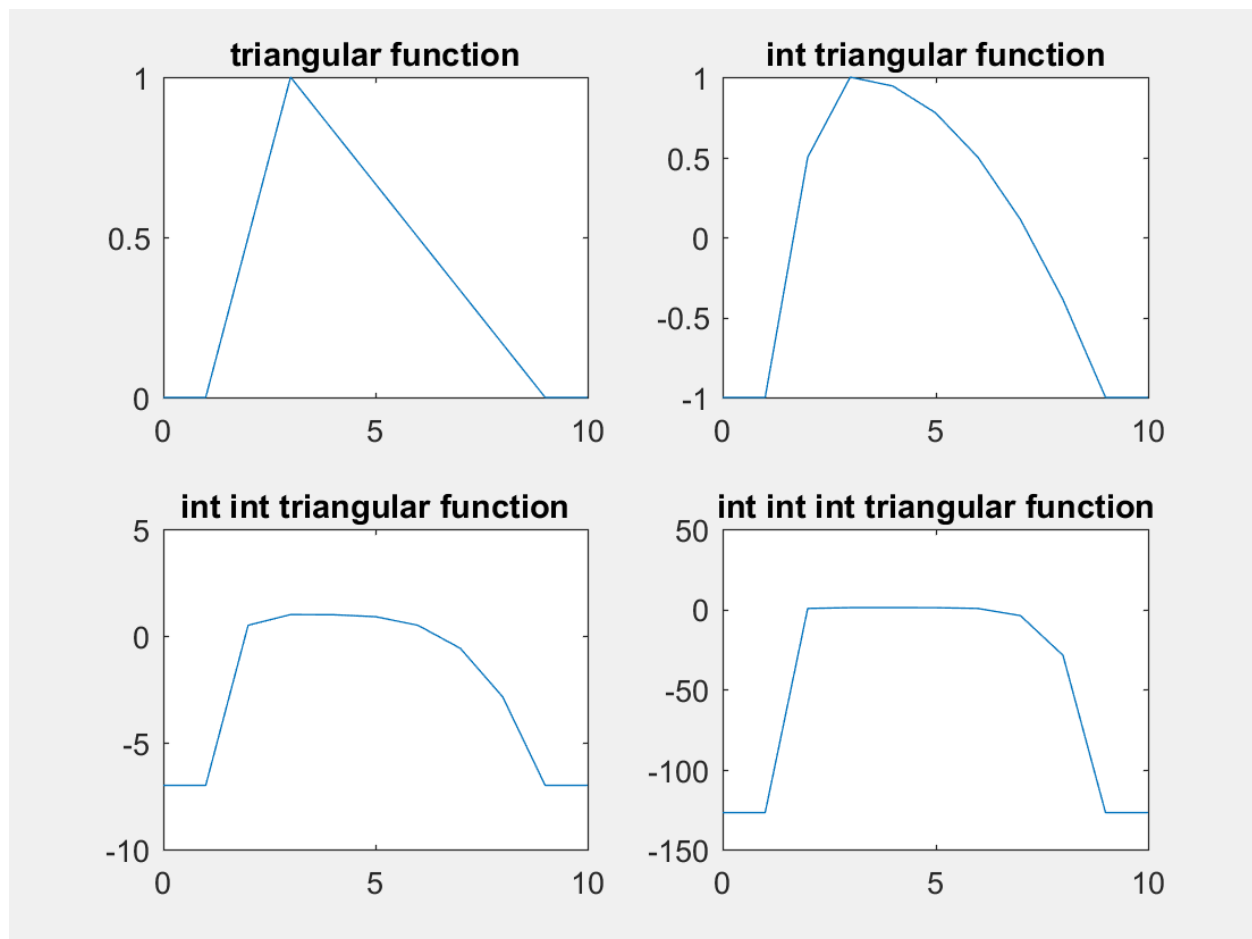 triangular function
1
0.5
0
0 5 10
int triangular function
1
0.5
0
-0.5
-1
0 5 10
int int triangular function
5
0
-5
-10
0 5 10
int int int triangular function
50
0
-50
-100
-150
0 5 10